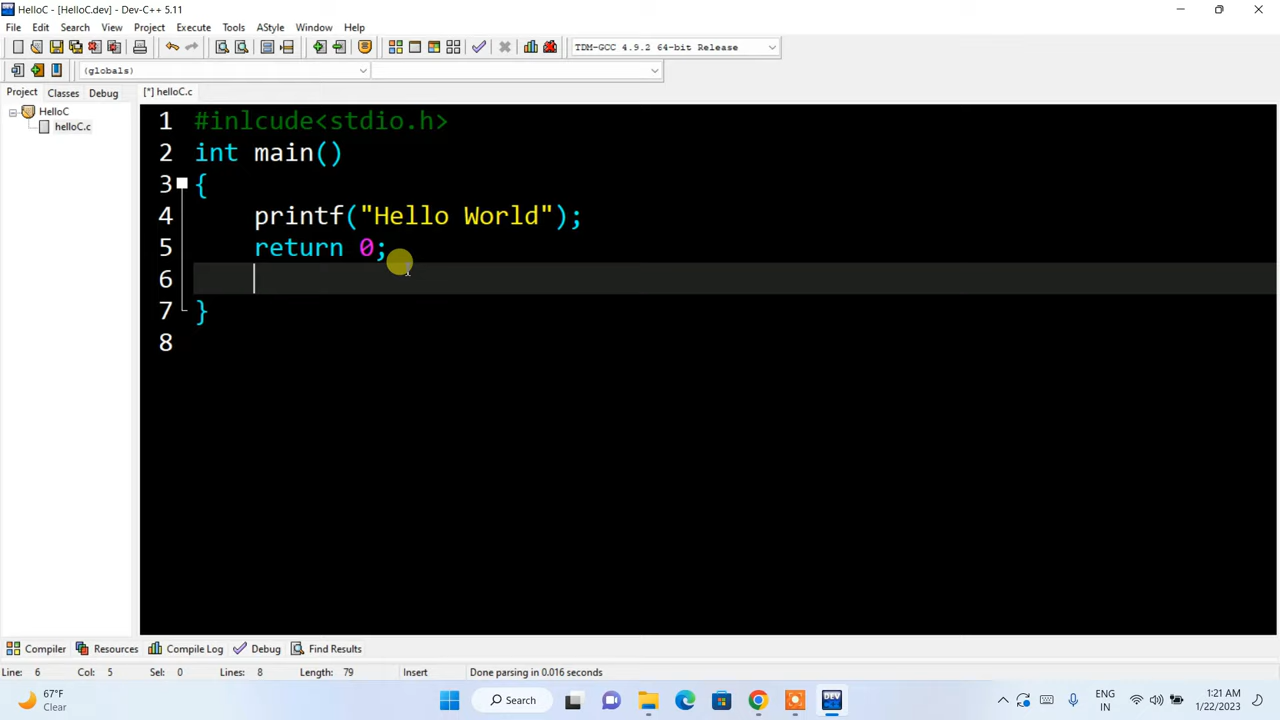 HelloC - [HelloC.dev] - Dev-C++ 5.11
File Edit Search View Project Execute Tools AStyle Window Help
TDM-GCC 4.9.2 64-bit Release
(globals)
Project Classes Debug
[*] helloC.c
HelloC
helloC.c
1 #inlcude<stdio.h>
2 int main()
3 {
4 printf("Hello World");
5 return 0;
6
7 }
8
Compiler Resources Compile Log Debug Find Results
Line: 6 Col: 5 Sel: 0 Lines: 8 Length: 79 Insert Done parsing in 0.016 seconds
67°F
Clear
Search
DEV
ENG
IN
1:21 AM
1/22/2023